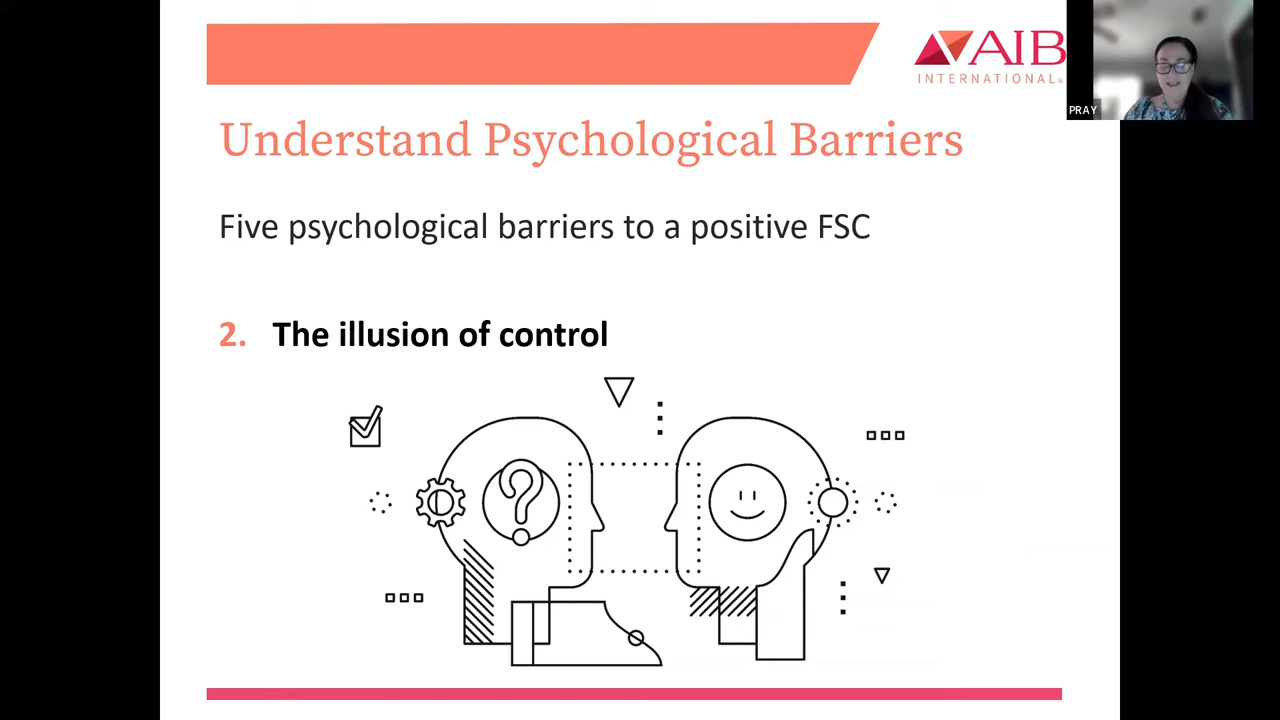 AIB
INTERNATIONAL®
PRAY
Understand Psychological Barriers
Five psychological barriers to a positive FSC
2. The illusion of control
?